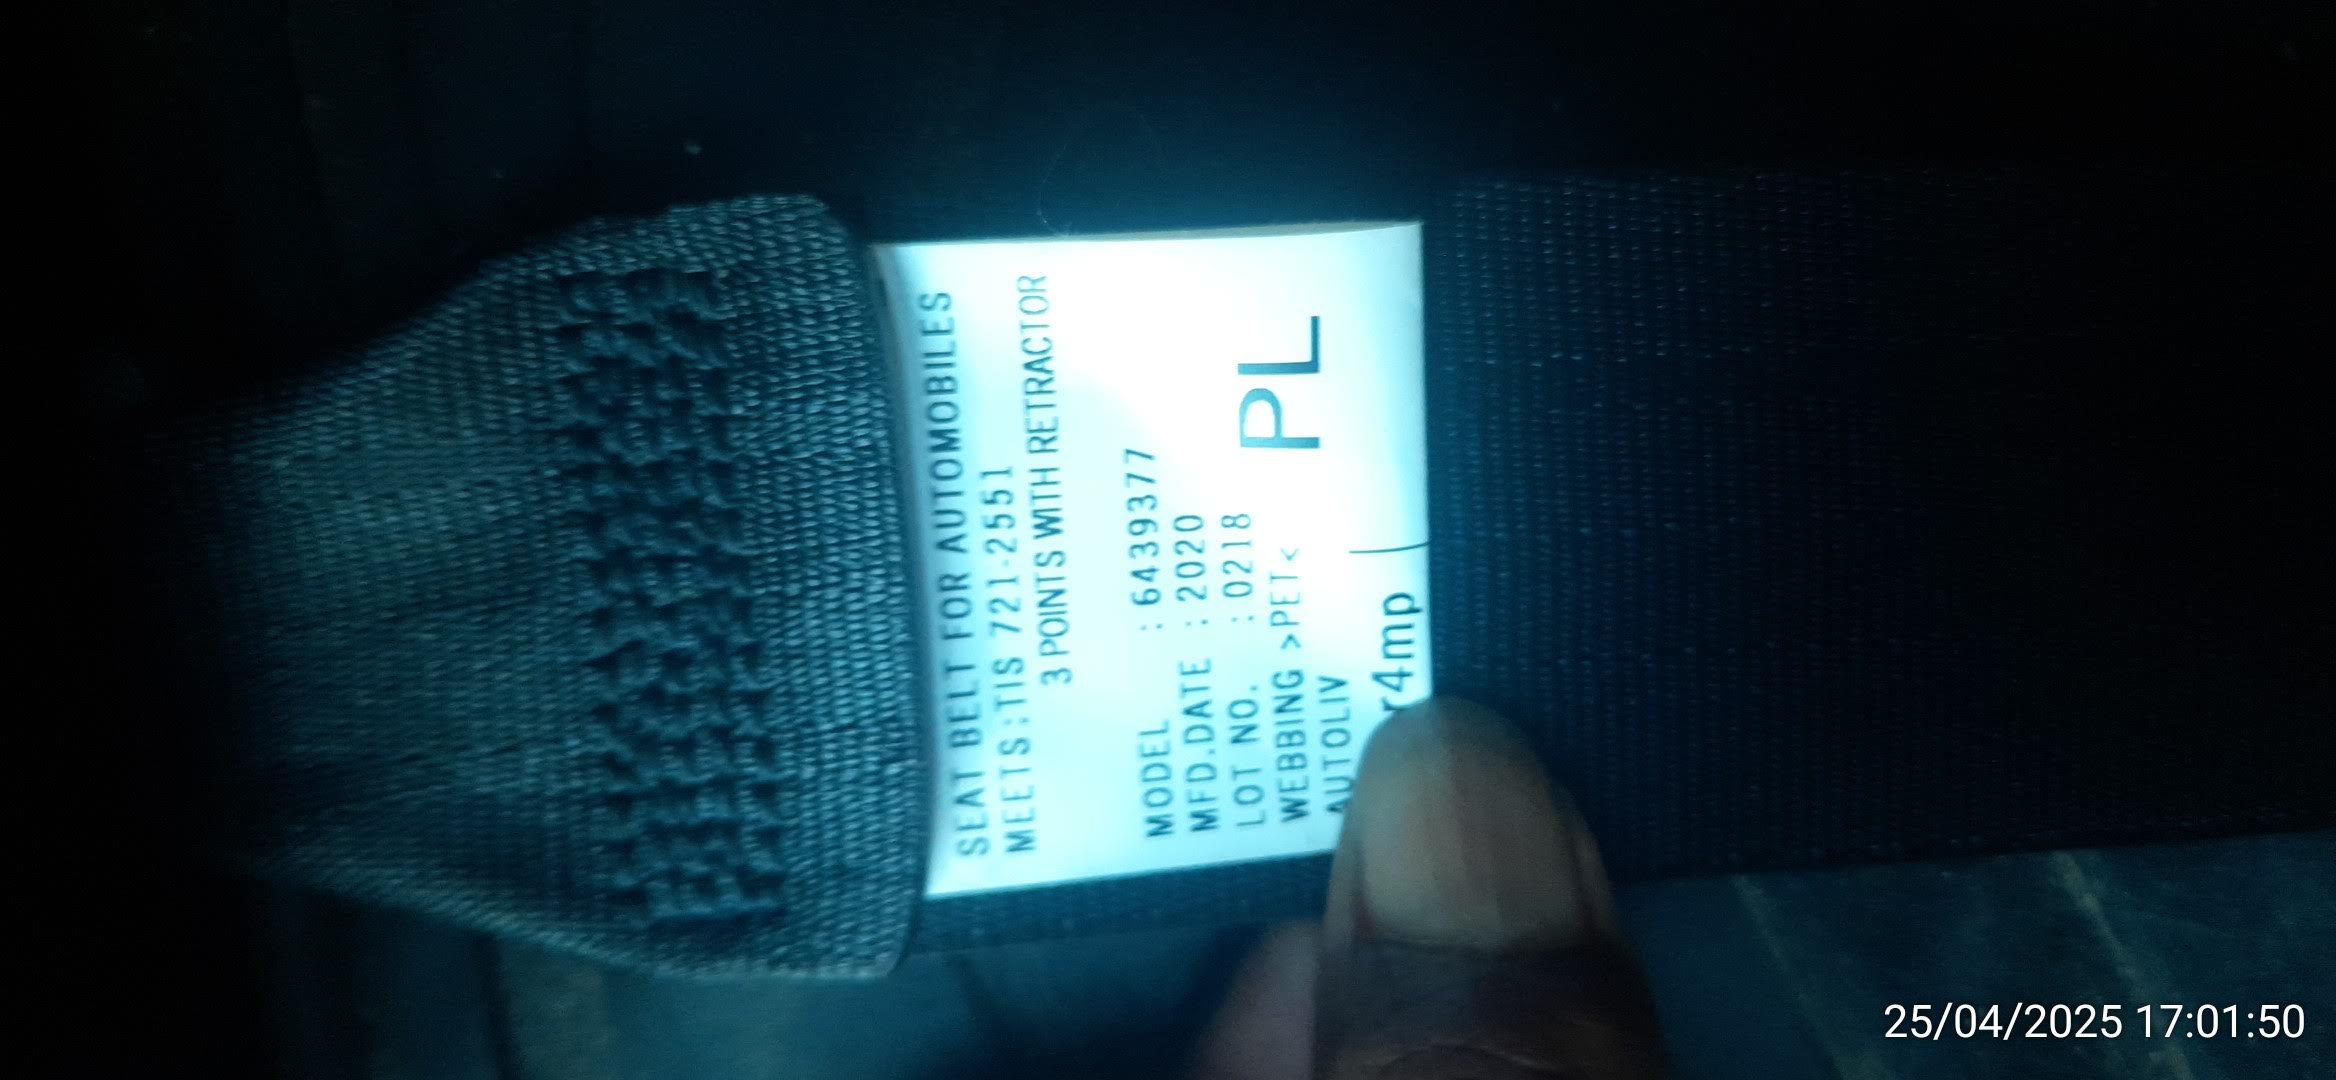 SEAT BELT FOR AUTOMOBILES
MEETS : TIS 721-2551
3 POINTS WITH RETRACTOR
MODEL : 6439377
MFD.DATE : 2020
LOT NO. : 0218
WEBBING >PET<
PL
AUTOLIV
r4mp
25/04/2025 17:01:50